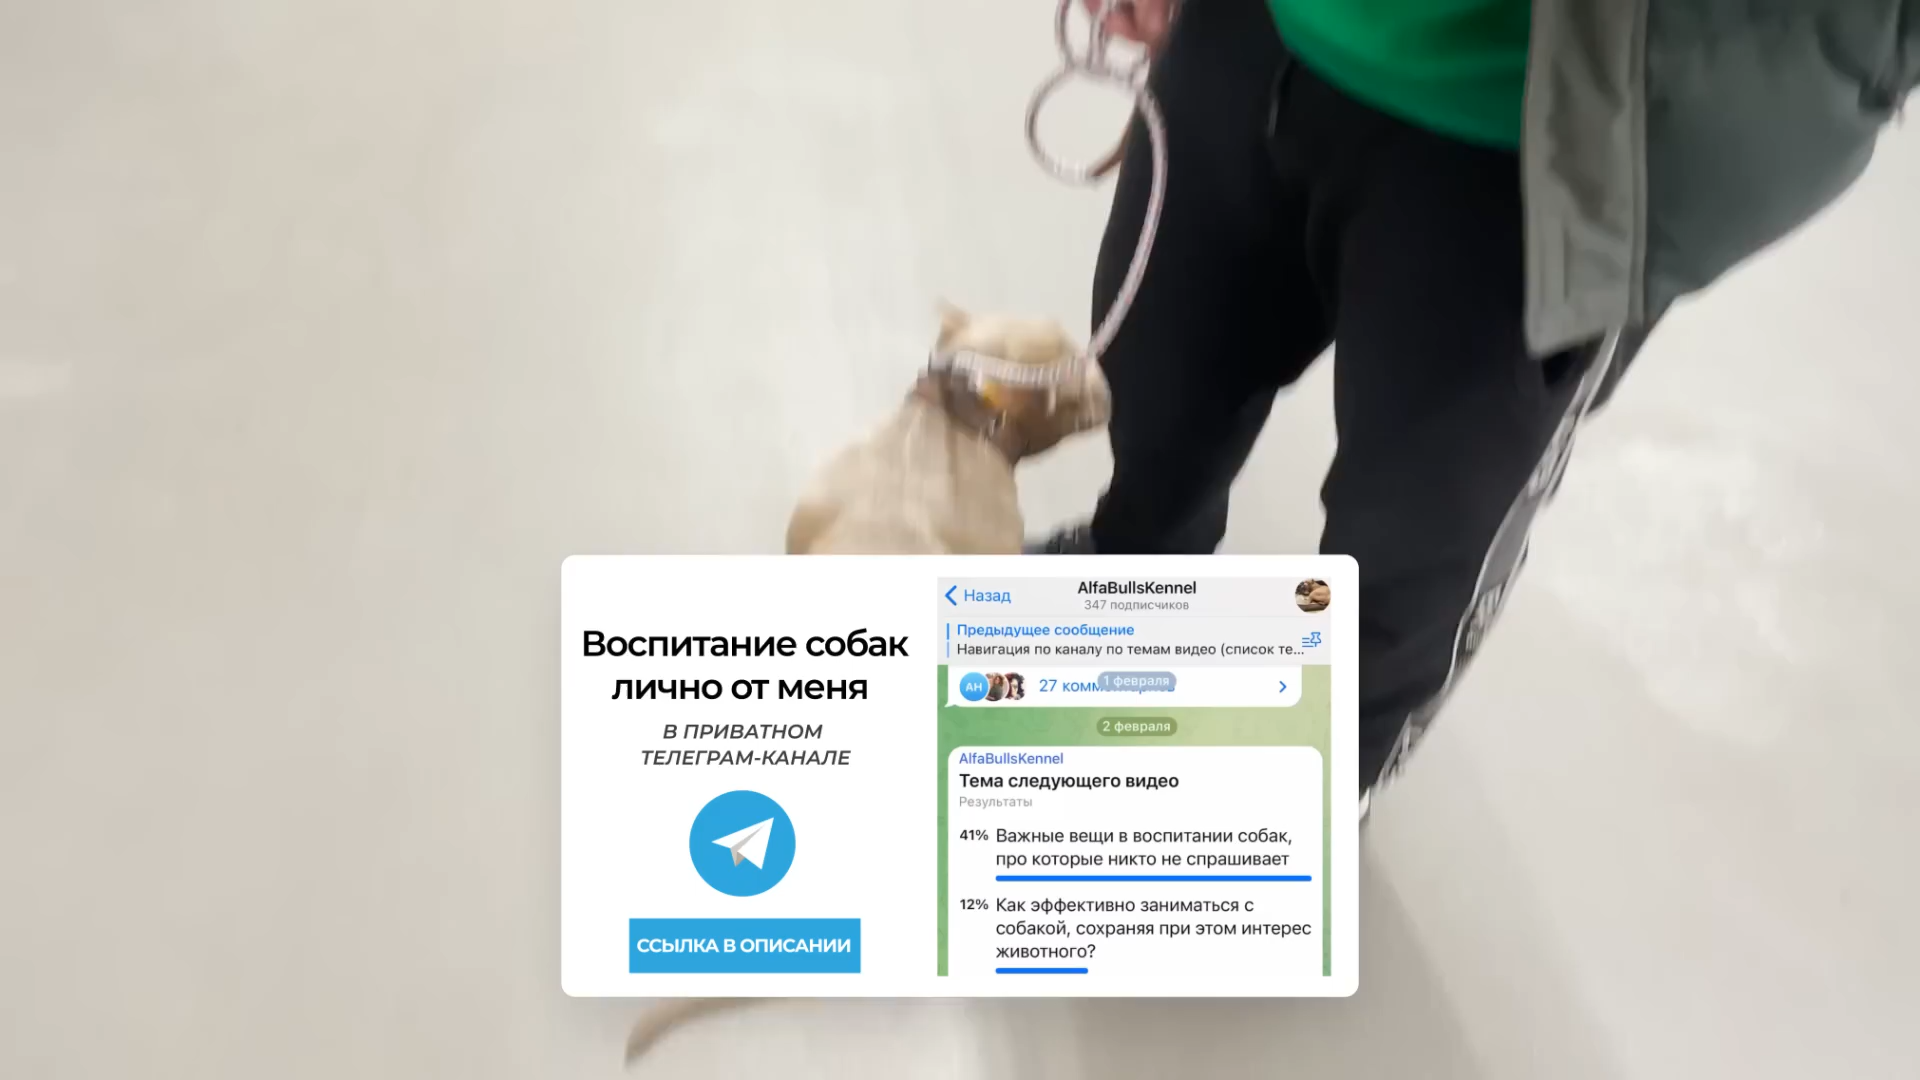 Воспитание собак
лично от меня
В ПРИВАТНОМ
ТЕЛЕГРАМ-КАНАЛЕ
ССЫЛКА В ОПИСАНИИ
Назад
AlfaBullsKennel
347 подписчиков
Предыдущее сообщение
Навигация по каналу по темам видео (список те...
АН
27
1 февраля
2 февраля
AlfaBullsKennel
Тема следующего видео
Результаты
41% Важные вещи в воспитании собак,
про которые никто не спрашивает
12% Как эффективно заниматься с
собакой, сохраняя при этом интерес
животного?